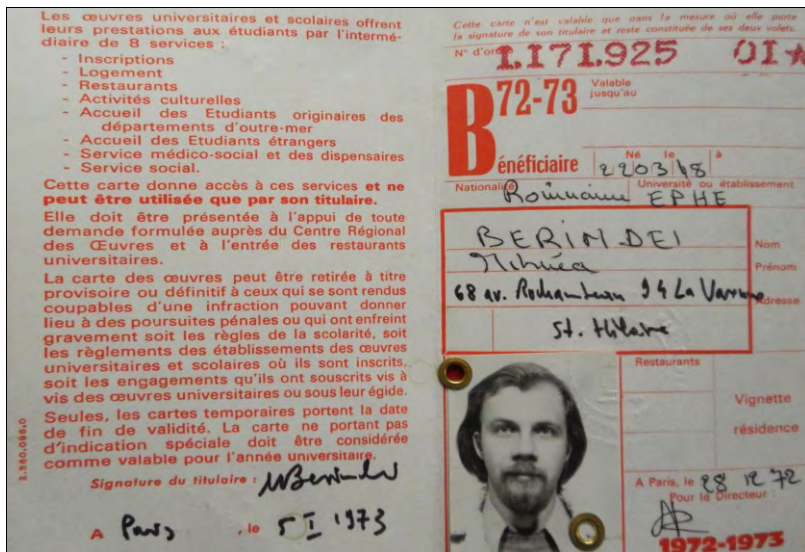 Les œuvres universitaires et scolaires offrent
leurs prestations aux étudiants par l'intermé-
diaire de 8 services :
- Inscriptions
- Logement
- Restaurants
- Activités culturelles
- Accueil des Etudiants originaires des
départements d'outre-mer
- Accueil des Etudiants étrangers
- Service médico-social et des dispensaires
- Service social.
Cette carte donne accès à ces services et ne
peut être utilisée que par son titulaire.
Elle doit être présentée à l'appui de toute
demande formulée auprès du Centre Régional
des Œuvres et à l'entrée des restaurants
universitaires.
La carte des œuvres peut être retirée à titre
provisoire ou définitif à ceux qui se sont rendus
coupables d'une infraction pouvant donner
lieu à des poursuites pénales ou qui ont enfreint
gravement soit les règles de la scolarité, soit
les règlements des établissements des œuvres
universitaires et scolaires où ils sont inscrits,
soit les engagements qu'ils ont souscrits vis à
vis des œuvres universitaires ou sous leur égide.
Seules, les cartes temporaires portent la date
de fin de validité. La carte ne portant pas
d'indication spéciale doit être considérée
comme valable pour l'année universitaire.
Signature du titulaire :
A Paris , le 5 I 1973
2.580.098.0
Cette carte n'est valable que dans la mesure où elle porte
la signature de son titulaire et reste constituée de ses deux volets.
N° d'ord 1.171.925 01★
B 72-73 Valable
jusqu'au
énéficiaire Né le à
220348
Nationalité Université ou établissement
Roumaine EPHE
BERINDEI Nom
Mihnea Prénom
68 av. Rochambeau 94 La Varenne Adresse
St. Hilaire
Restaurants
Vignette
résidence
A Paris, le 28 12 72
Pour le Directeur :
1972-1973